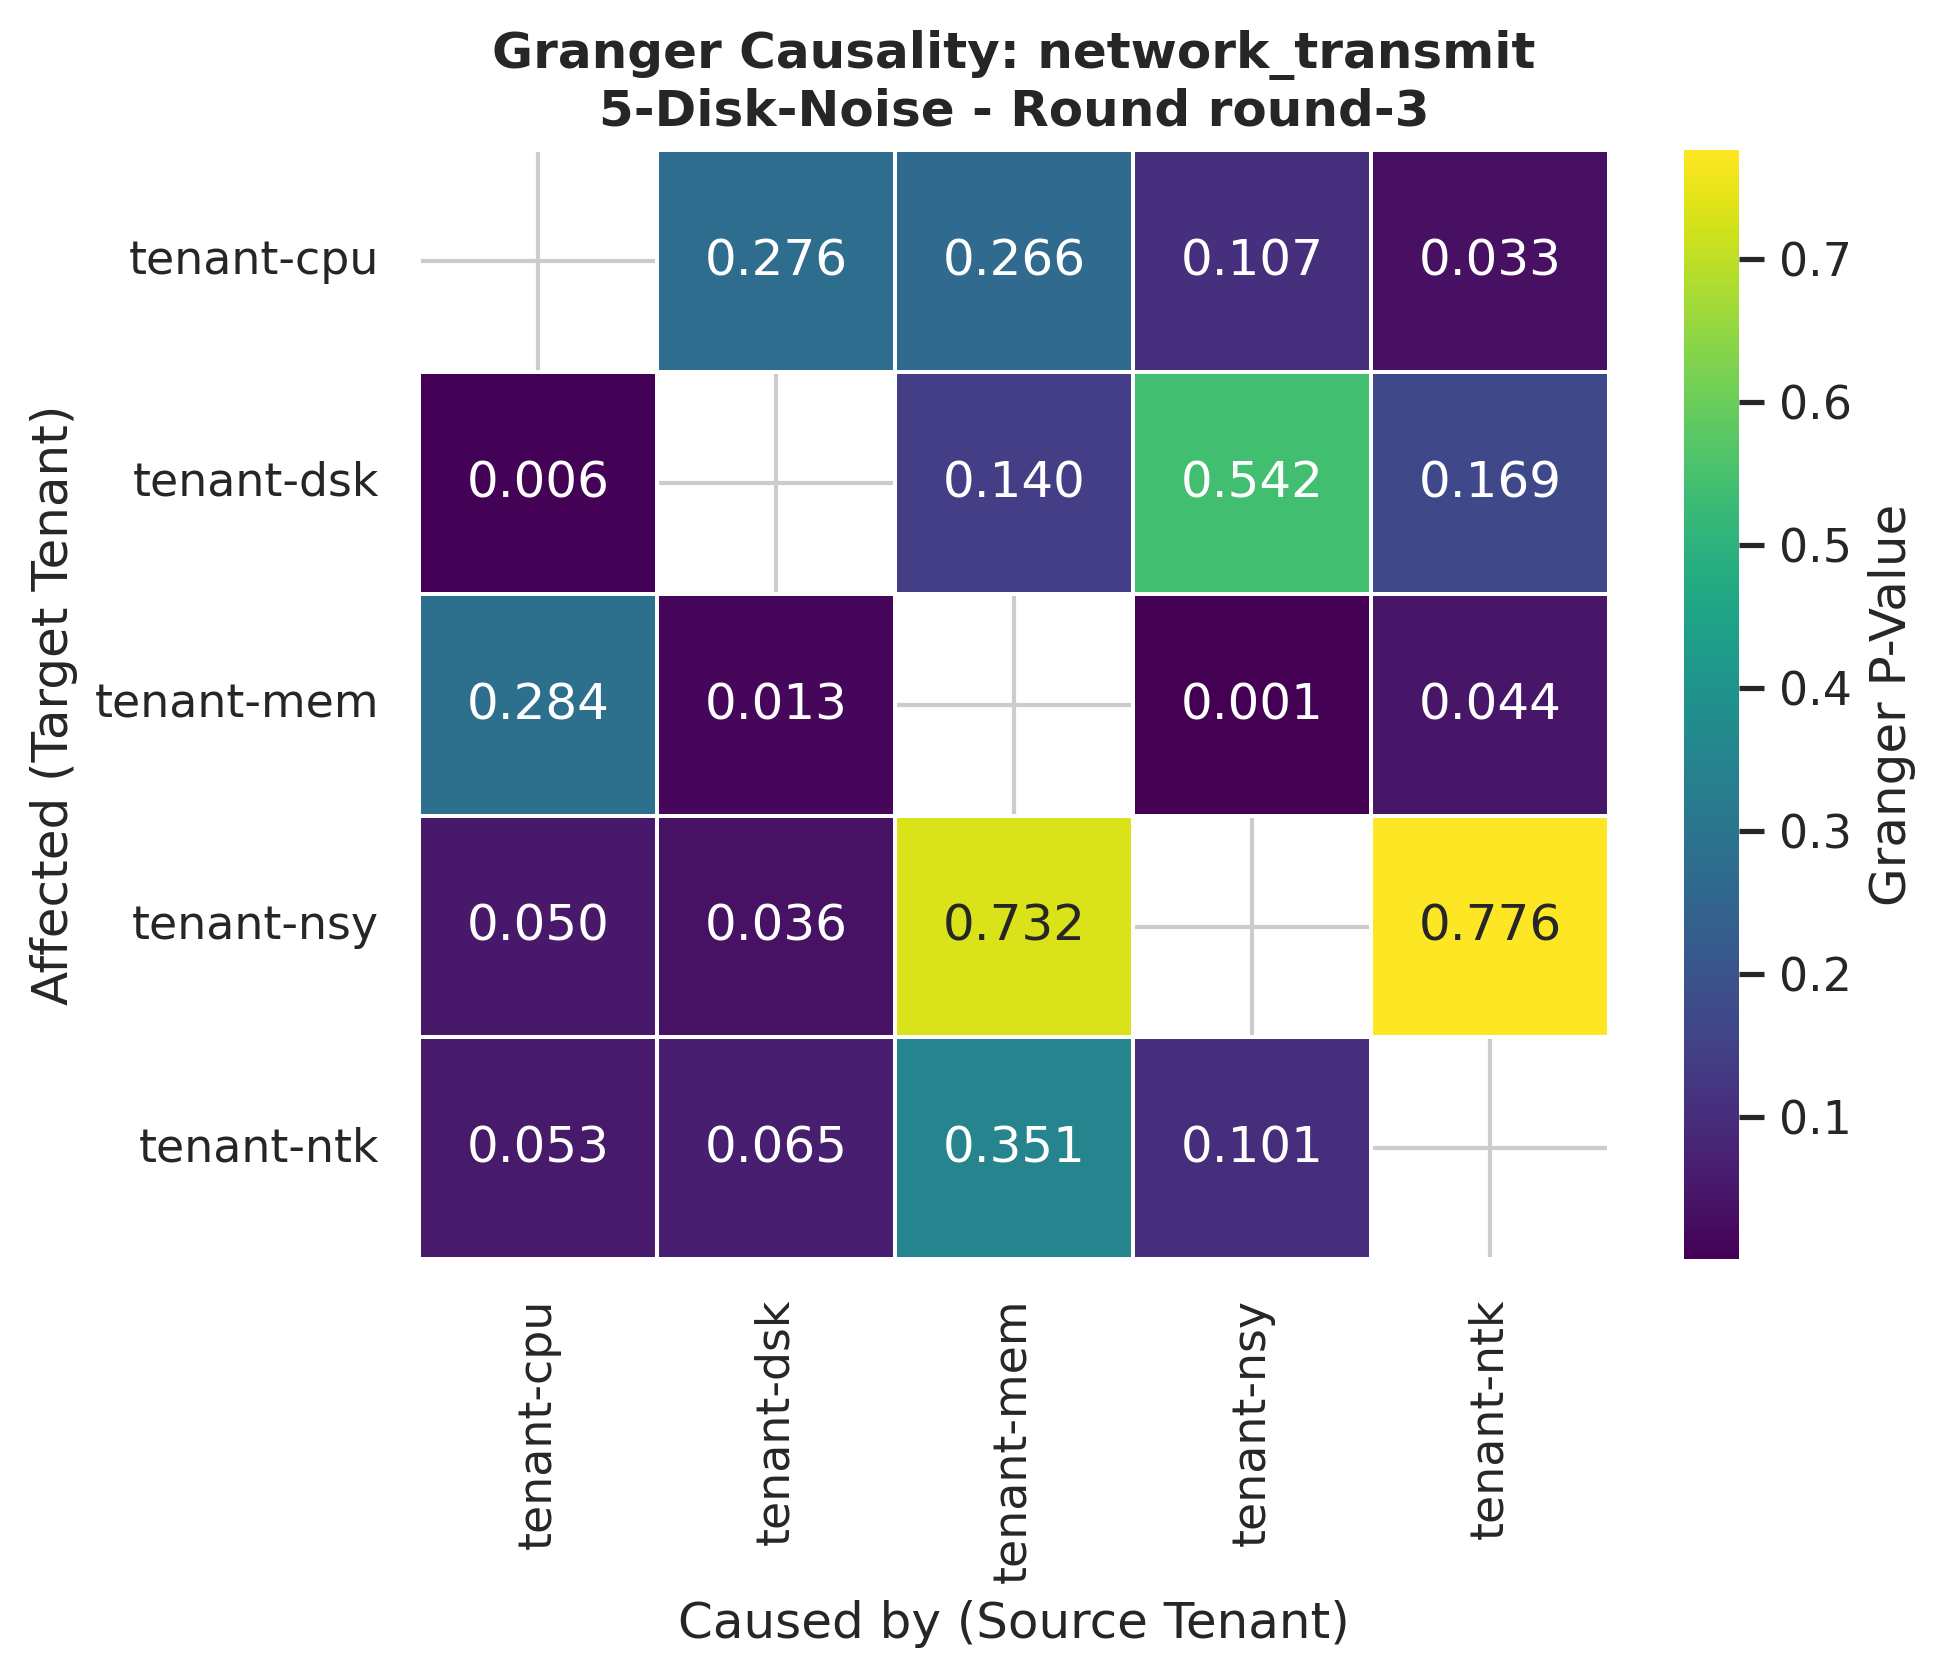 Granger Causality: network_transmit
5-Disk-Noise - Round round-3
Affected (Target Tenant)
tenant-cpu
0.276
0.266
0.107
0.033
tenant-dsk
0.006
0.140
0.542
0.169
tenant-mem
0.284
0.013
0.001
0.044
tenant-nsy
0.050
0.036
0.732
0.776
tenant-ntk
0.053
0.065
0.351
0.101
tenant-cpu
tenant-dsk
tenant-mem
tenant-nsy
tenant-ntk
Caused by (Source Tenant)
0.7
0.6
0.5
0.4
0.3
0.2
0.1
Granger P-Value